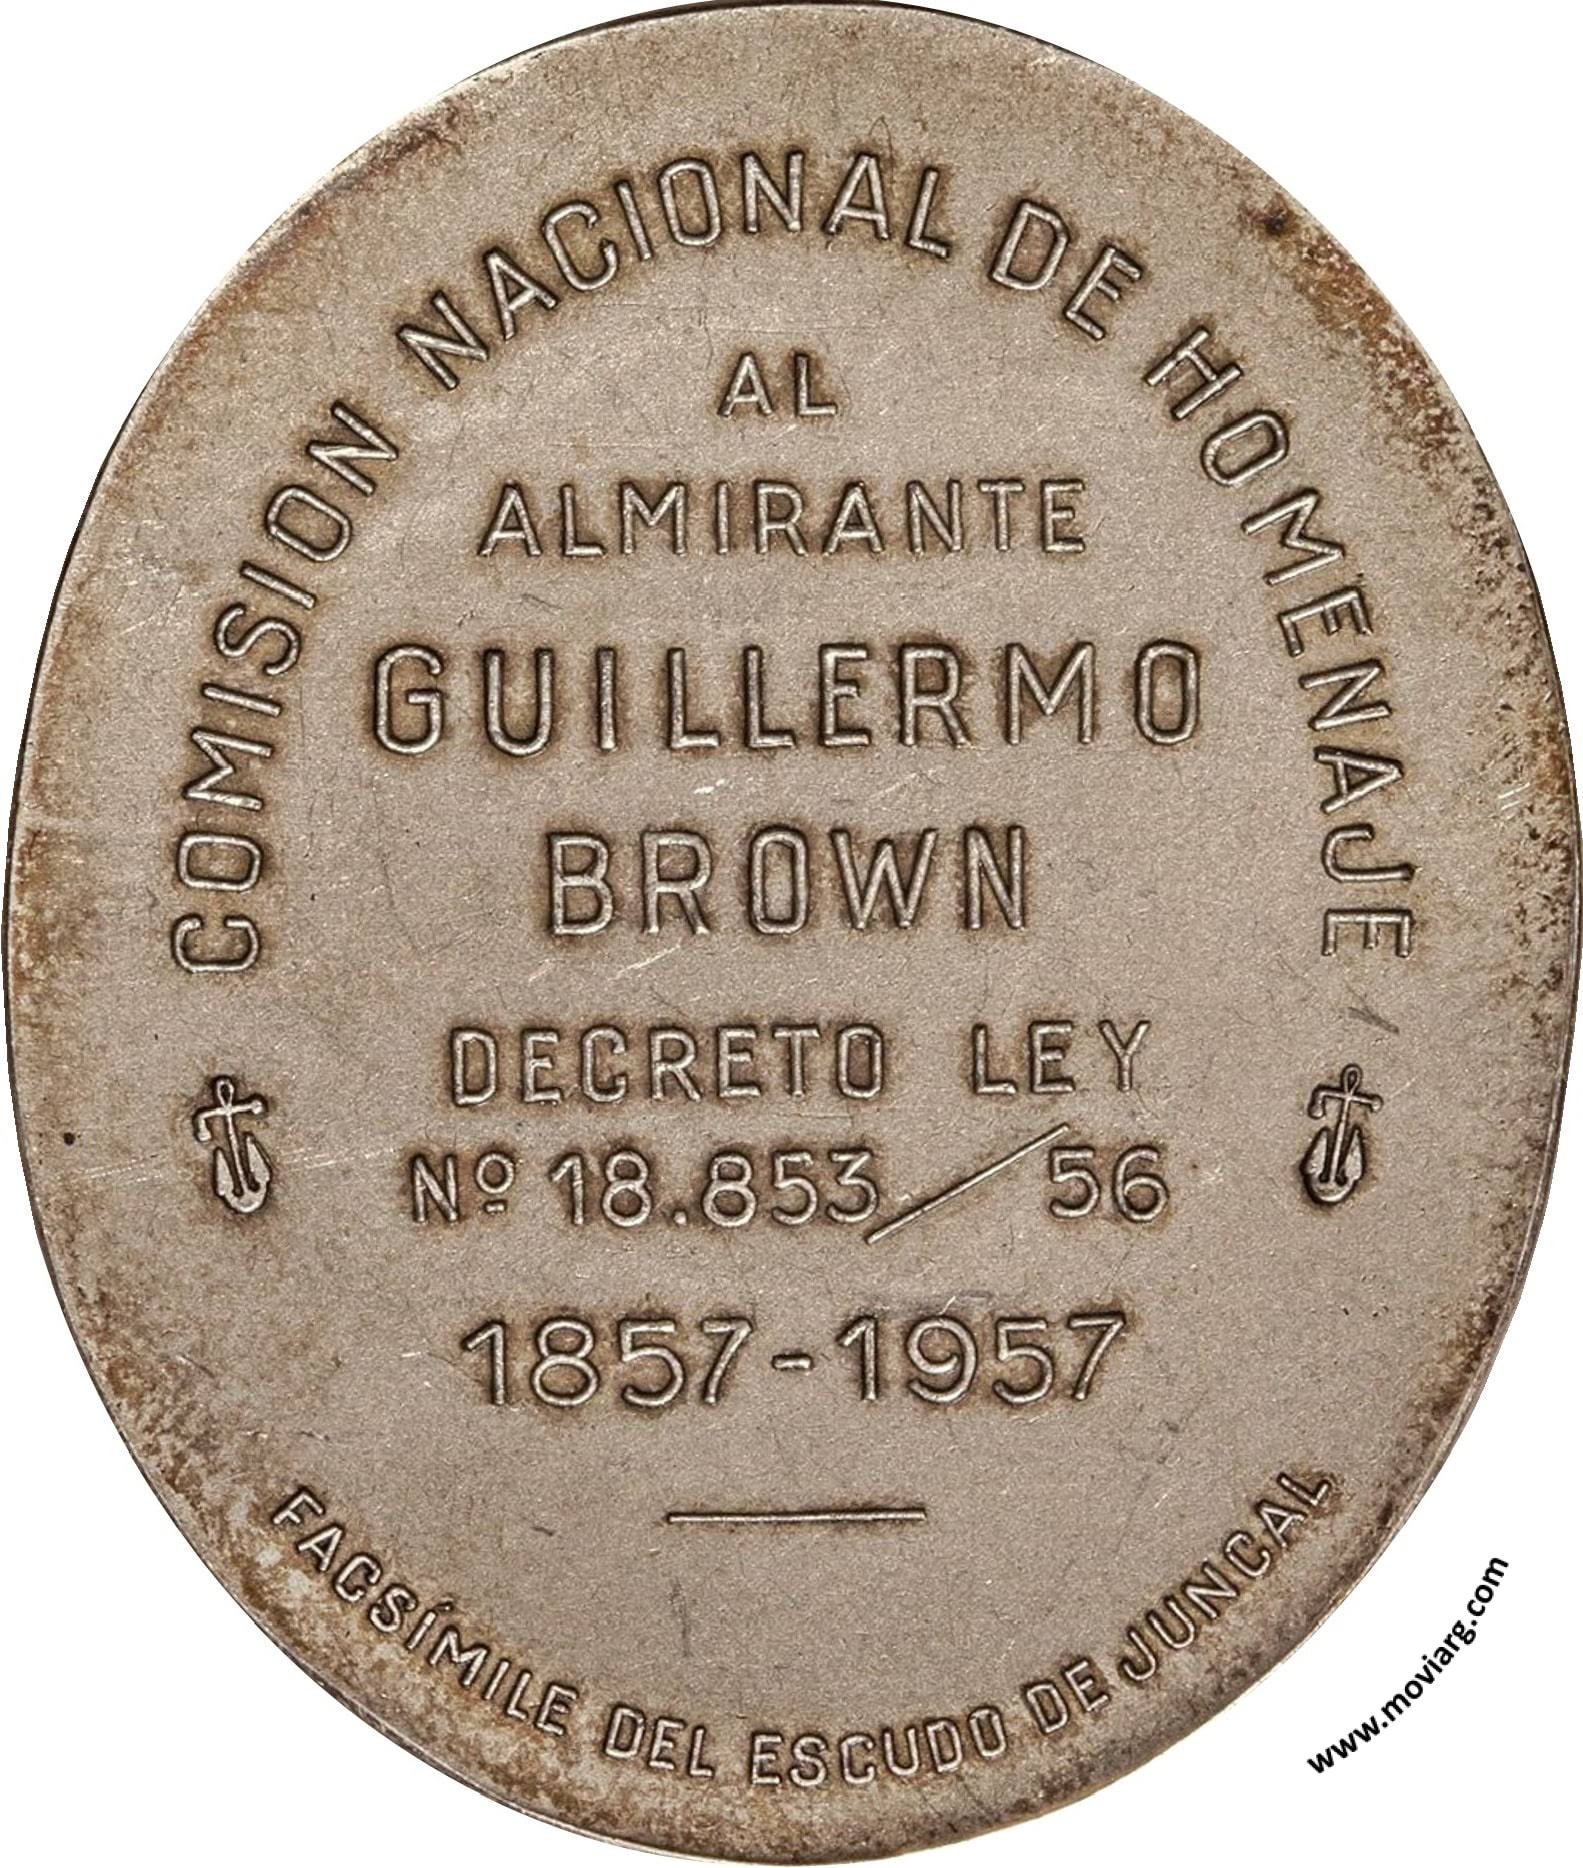 COMISION NACIONAL DE HOMENAJE
AL
ALMIRANTE
GUILLERMO
BROWN
DECRETO LEY
Nº 18.853/56
1857-1957
FACSÍMILE DEL ESCUDO DE JUNCAL
www.moviarg.com